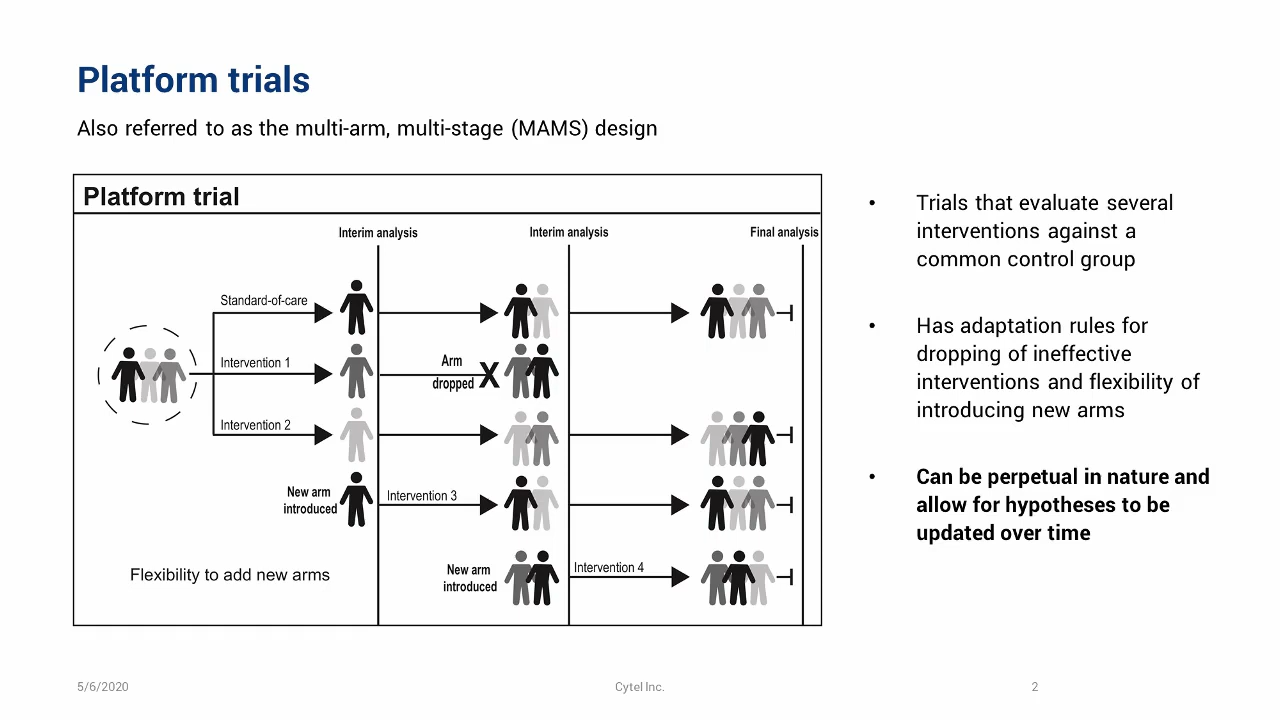 Platform trials
Also referred to as the multi-arm, multi-stage (MAMS) design
Platform trial
Interim analysis
Interim analysis
Final analysis
Standard-of-care
Intervention 1
Arm
dropped
X
Intervention 2
New arm
introduced
Intervention 3
Flexibility to add new arms
New arm
introduced
Intervention 4
• Trials that evaluate several
interventions against a
common control group
• Has adaptation rules for
dropping of ineffective
interventions and flexibility of
introducing new arms
• Can be perpetual in nature and
allow for hypotheses to be
updated over time
5/6/2020
Cytel Inc.
2